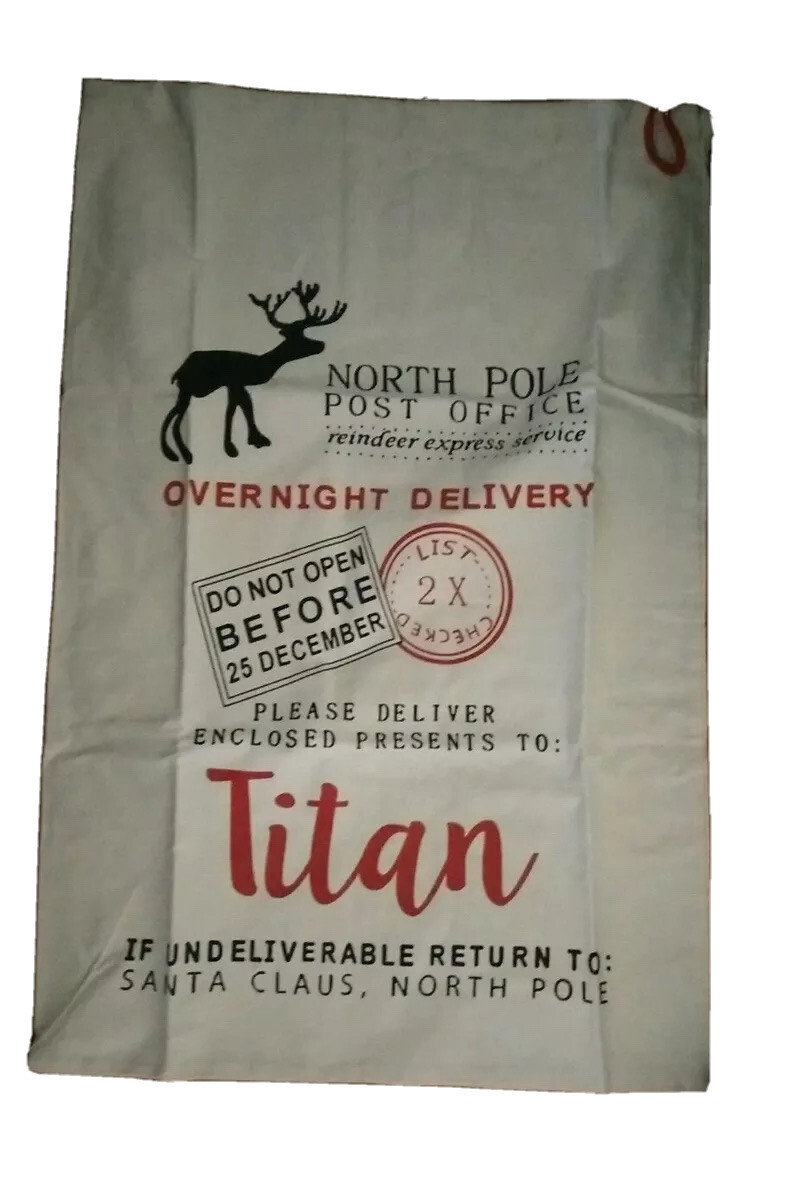 NORTH POLE
POST OFFICE
reindeer express service
OVERNIGHT DELIVERY
DO NOT OPEN
BEFORE
25 DECEMBER
LIST
2 X
CHECKED
PLEASE DELIVER
ENCLOSED PRESENTS TO:
Titan
IF UNDELIVERABLE RETURN TO:
SANTA CLAUS, NORTH POLE